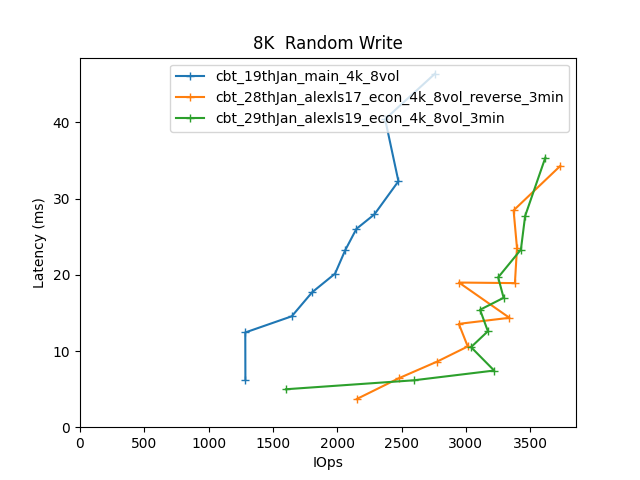 8K  Random Write
cbt_19thJan_main_4k_8vol
cbt_28thJan_alexls17_econ_4k_8vol_reverse_3min
cbt_29thJan_alexls19_econ_4k_8vol_3min
Latency (ms)
40
30
20
10
0
0 500 1000 1500 2000 2500 3000 3500
IOps